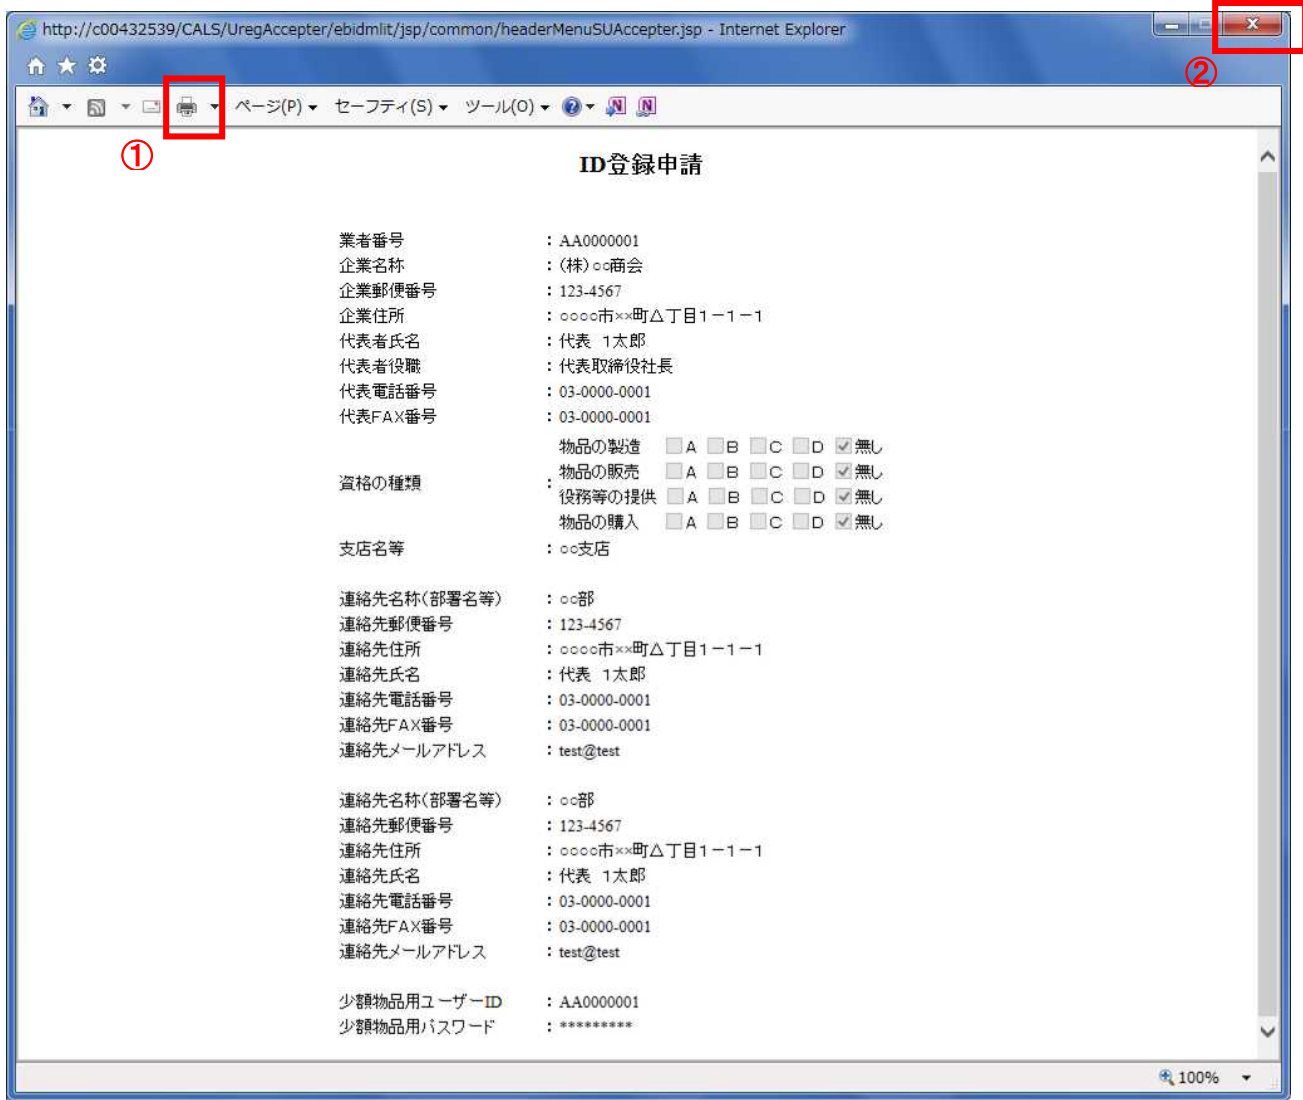 http://c00432539/CALS/UregAccepter/ebidmlit/jsp/common/headerMenuSUAccepter.jsp - Internet Explorer
②
ページ(P) セーフティ(S) ツール(O)
①
ID登録申請
業者番号 : AA0000001
企業名称 : (株)○○商会
企業郵便番号 : 123-4567
企業住所 : ○○○○市××町△丁目1-1-1
代表者氏名 : 代表 1太郎
代表者役職 : 代表取締役社長
代表電話番号 : 03-0000-0001
代表FAX番号 : 03-0000-0001
物品の製造 A B C D 無し
物品の販売 A B C D 無し
資格の種類 :
役務等の提供 A B C D 無し
物品の購入 A B C D 無し
支店名等 : ○○支店
連絡先名称(部署名等) : ○○部
連絡先郵便番号 : 123-4567
連絡先住所 : ○○○○市××町△丁目1-1-1
連絡先氏名 : 代表 1太郎
連絡先電話番号 : 03-0000-0001
連絡先FAX番号 : 03-0000-0001
連絡先メールアドレス : test@test
連絡先名称(部署名等) : ○○部
連絡先郵便番号 : 123-4567
連絡先住所 : ○○○○市××町△丁目1-1-1
連絡先氏名 : 代表 1太郎
連絡先電話番号 : 03-0000-0001
連絡先FAX番号 : 03-0000-0001
連絡先メールアドレス : test@test
少額物品用ユーザーID : AA0000001
少額物品用パスワード : *********
100%